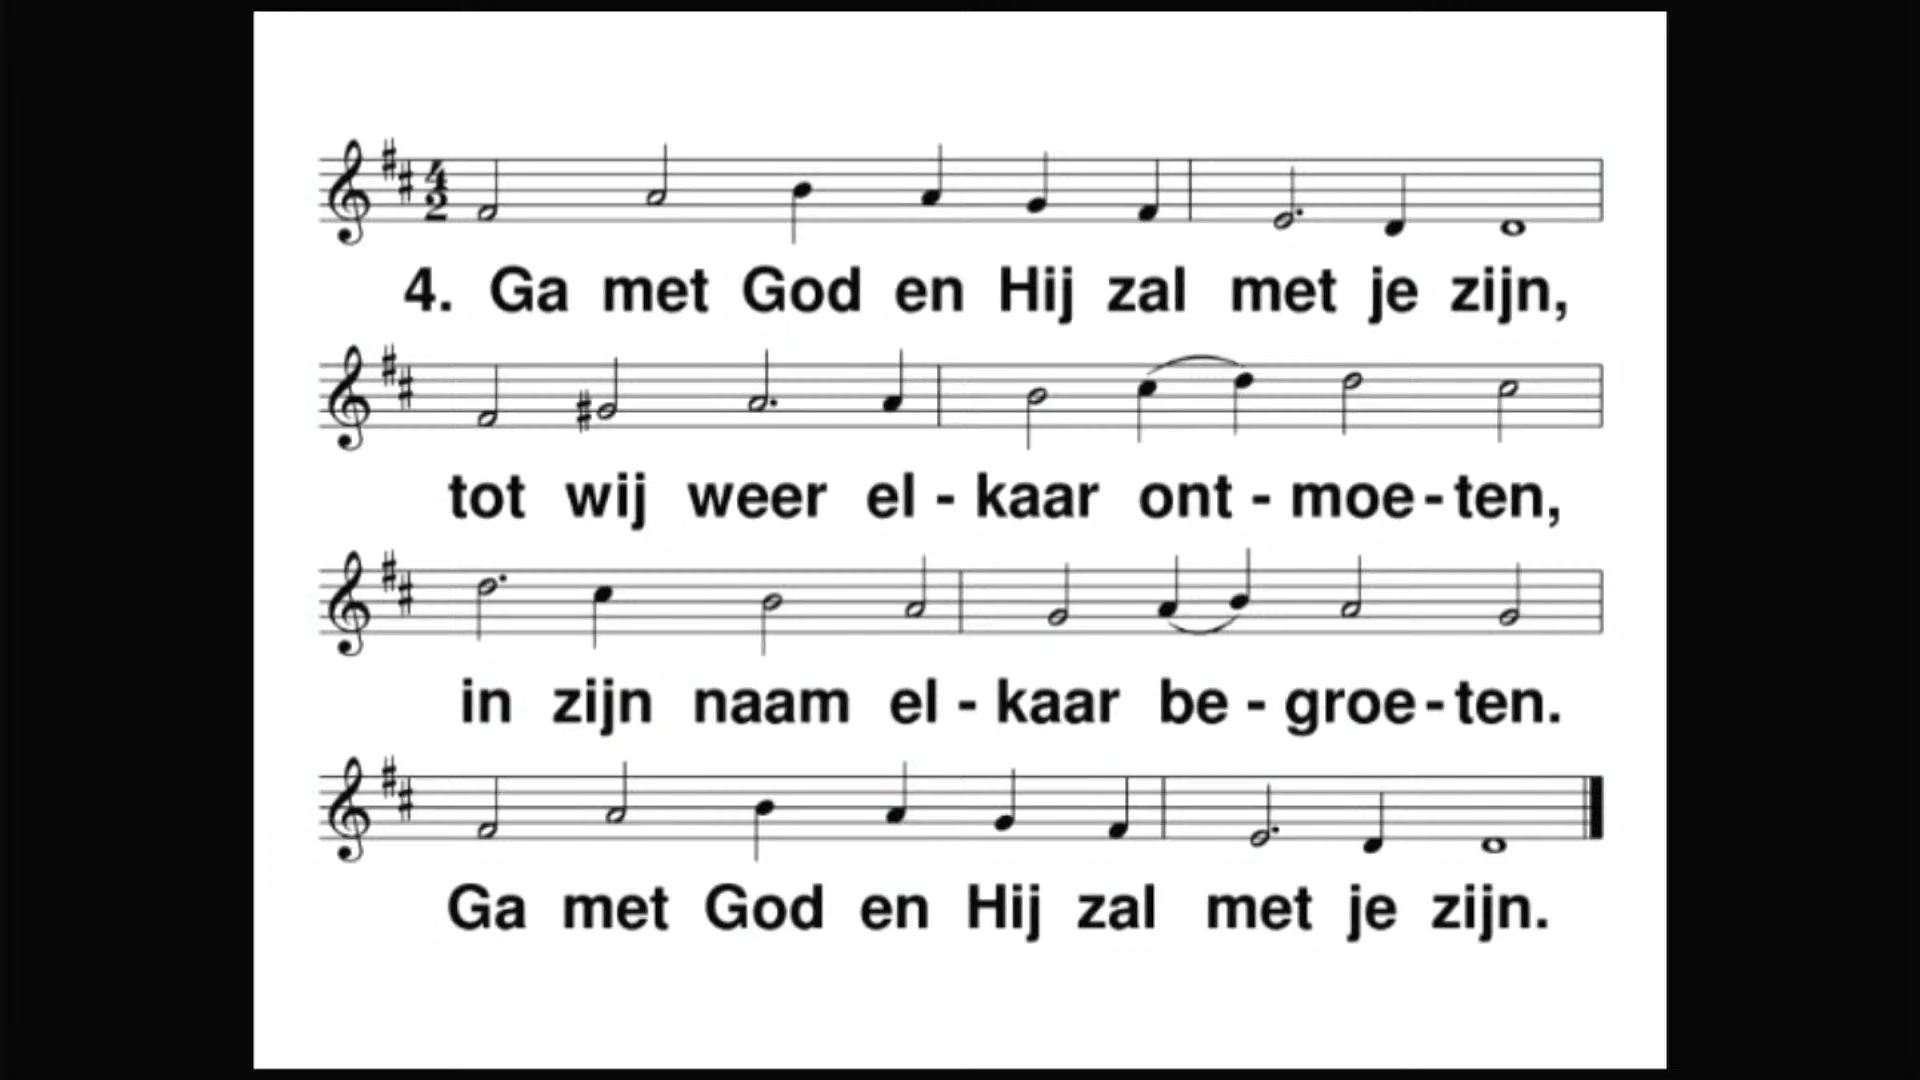 4. Ga met God en Hij zal met je zijn,
tot wij weer el - kaar ont - moe - ten,
in zijn naam el - kaar be - groe - ten.
Ga met God en Hij zal met je zijn.